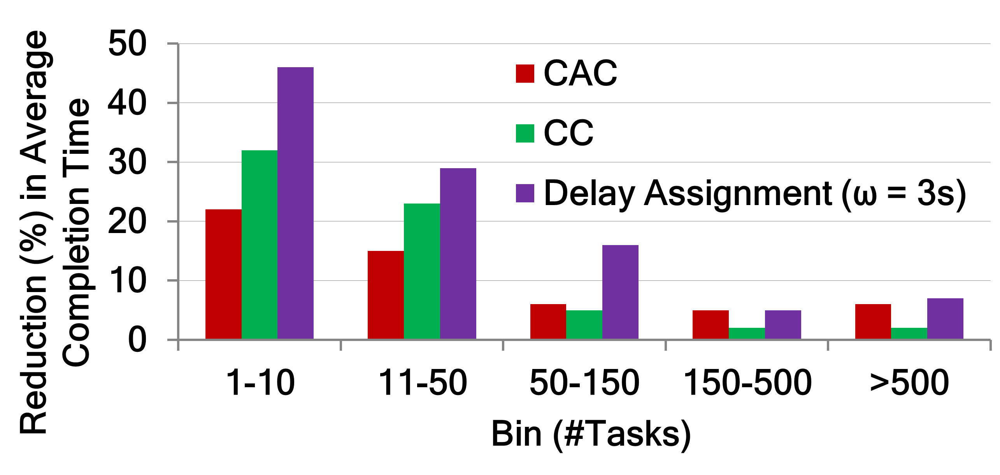 Reduction (%) in Average
Completion Time
50
40
30
20
10
0
CAC
CC
Delay Assignment (ω = 3s)
1-10
11-50
50-150
150-500
>500
Bin (#Tasks)